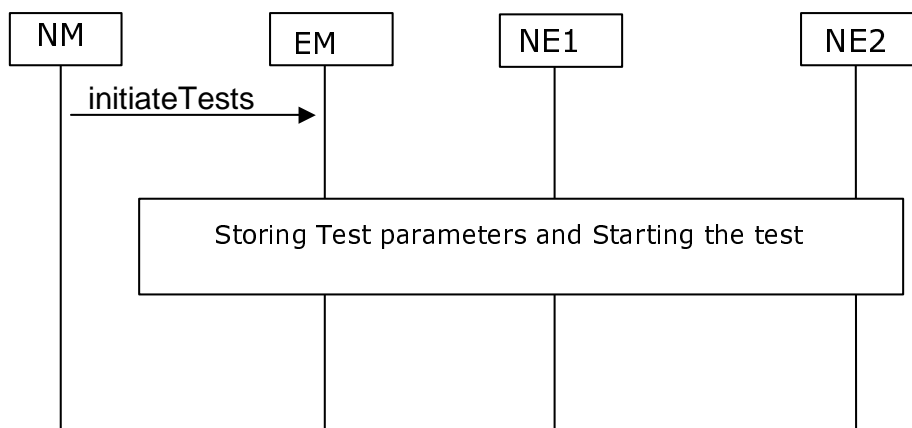 NM
EM
NE1
NE2
initiateTests
Storing Test parameters and Starting the test